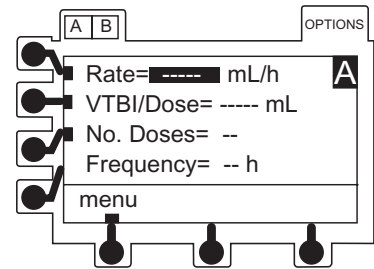 A B
OPTIONS
Rate= ----- mL/h
A
VTBI/Dose= ----- mL
No. Doses= --
Frequency= -- h
menu